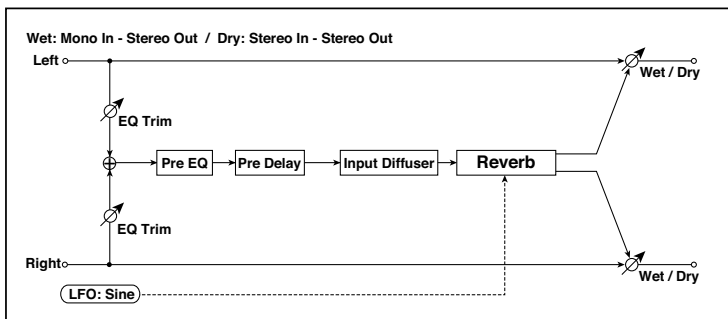 Wet: Mono In - Stereo Out / Dry: Stereo In - Stereo Out
Left
Wet / Dry
EQ Trim
Pre EQ
Pre Delay
Input Diffuser
Reverb
EQ Trim
Right
Wet / Dry
LFO: Sine